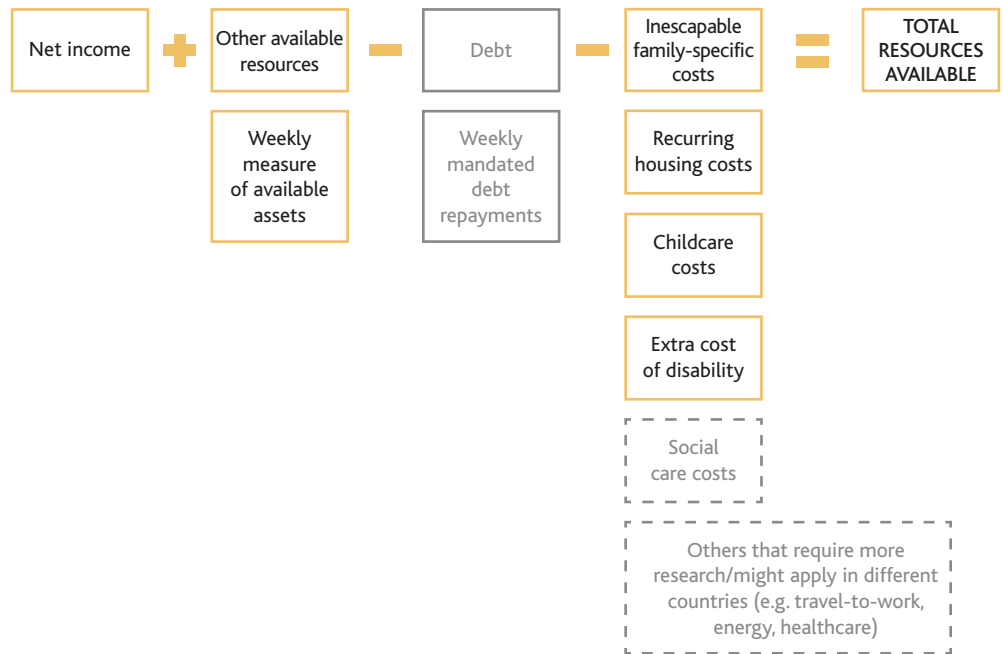 Net income
Other available
resources
Debt
Inescapable
family-specific
costs
TOTAL
RESOURCES
AVAILABLE
Weekly
measure
of available
assets
Weekly
mandated
debt
repayments
Recurring
housing costs
Childcare
costs
Extra cost
of disability
Social
care costs
Others that require more
research/might apply in different
countries (e.g. travel-to-work,
energy, healthcare)